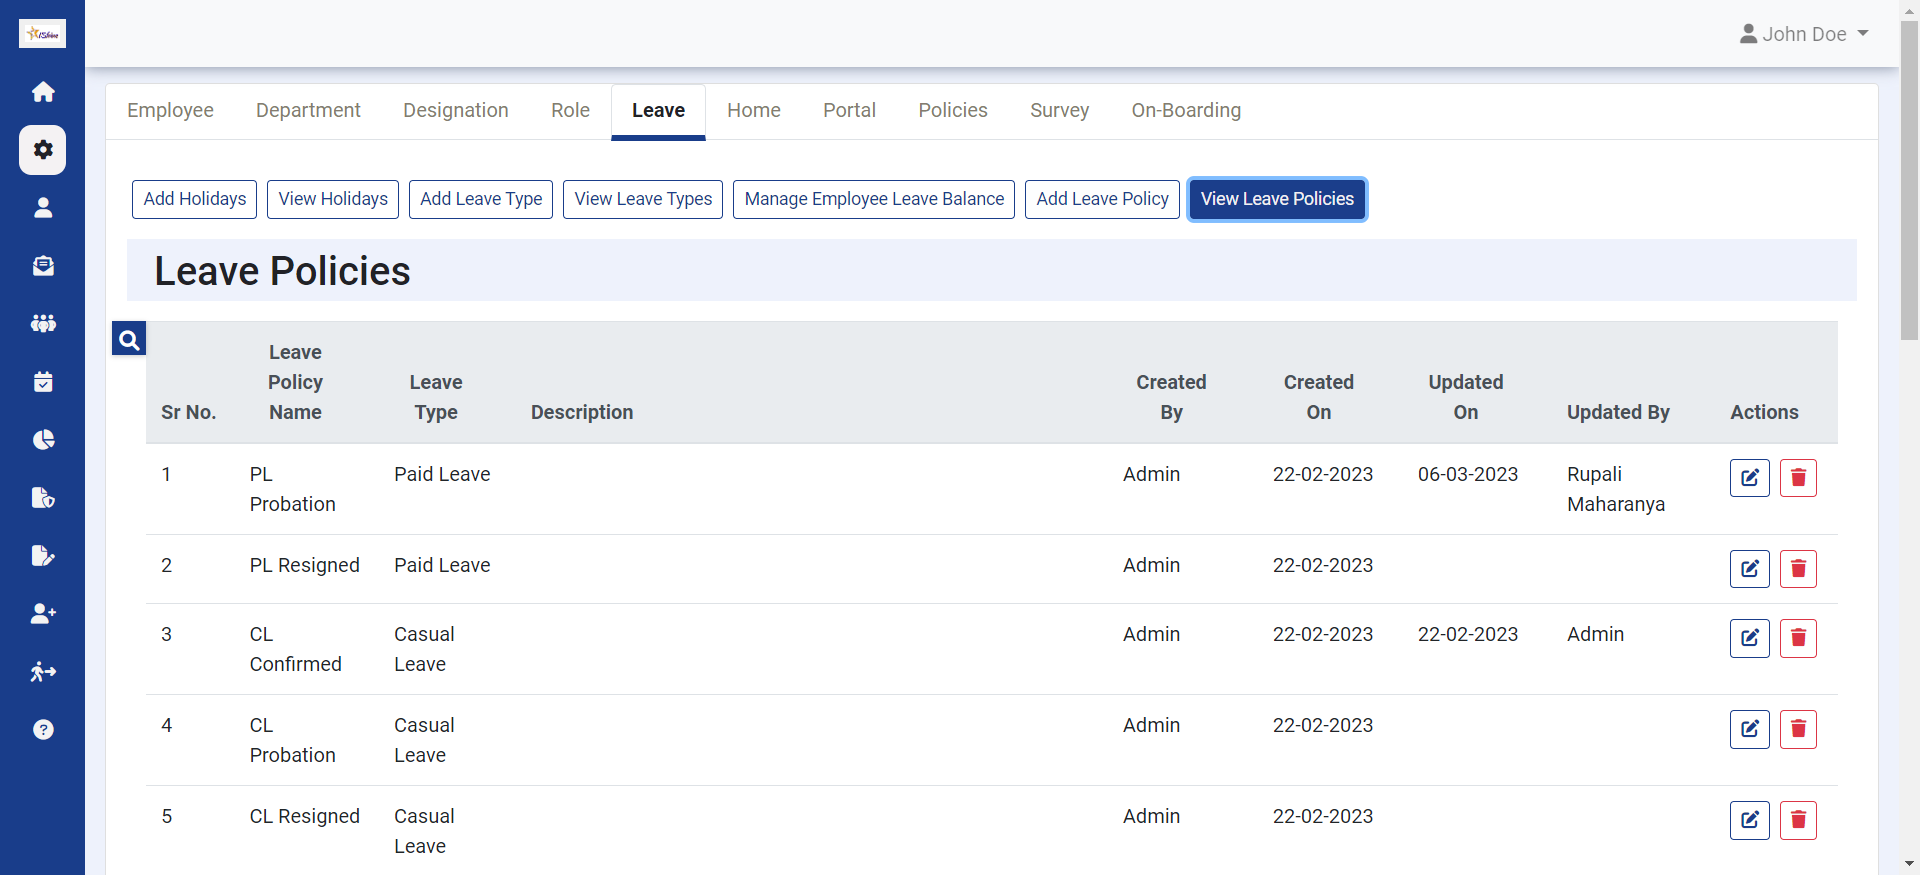 iShine
John Doe
Employee Department Designation Role Leave Home Portal Policies Survey On-Boarding
Add Holidays View Holidays Add Leave Type View Leave Types Manage Employee Leave Balance Add Leave Policy View Leave Policies
Leave Policies
Sr No. Leave Policy Name Leave Type Description Created By Created On Updated On Updated By Actions
1 PL Probation Paid Leave Admin 22-02-2023 06-03-2023 Rupali Maharanya
2 PL Resigned Paid Leave Admin 22-02-2023
3 CL Confirmed Casual Leave Admin 22-02-2023 22-02-2023 Admin
4 CL Probation Casual Leave Admin 22-02-2023
5 CL Resigned Casual Leave Admin 22-02-2023